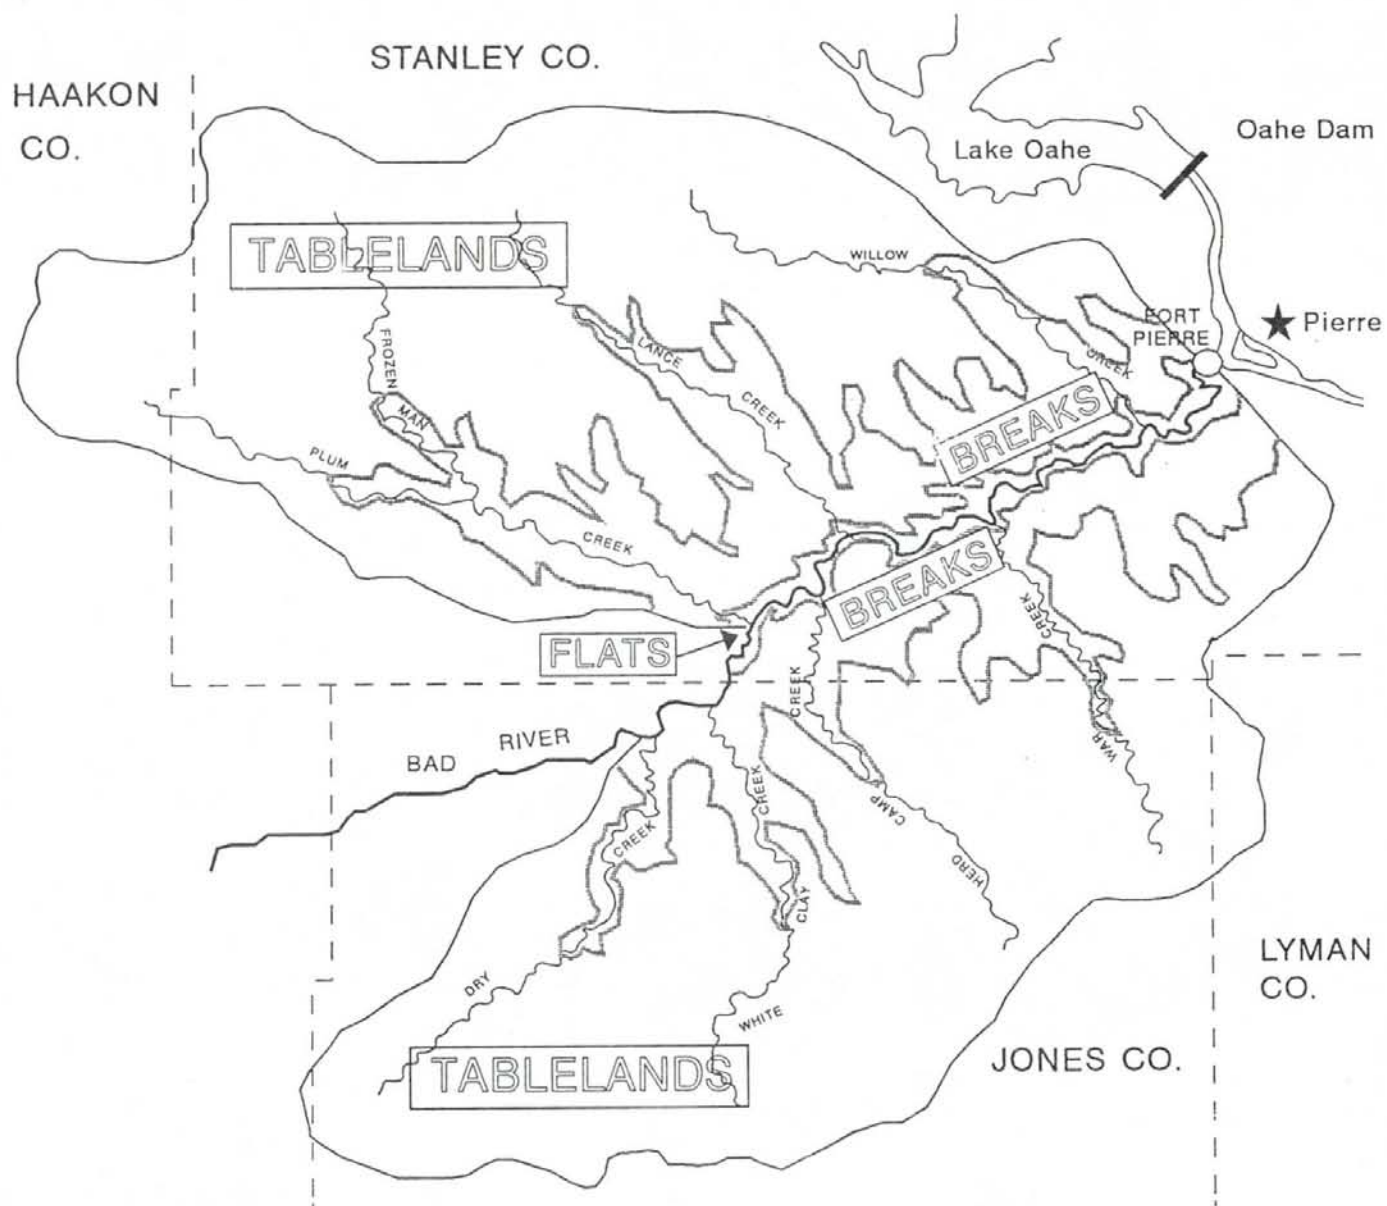 STANLEY CO.
HAAKON
CO.
Oahe Dam
Lake Oahe
TABLELANDS
WILLOW
CREEK
FORT
PIERRE
Pierre
FROZEN
MAN
LANCE
CREEK
BREAKS
PLUM
CREEK
BREAKS
FLATS
CREEK
WAR
CREEK
CAMP
HERD
BAD RIVER
CREEK
CLAY
WHITE
CREEK
DRY
LYMAN
CO.
TABLELANDS
JONES CO.